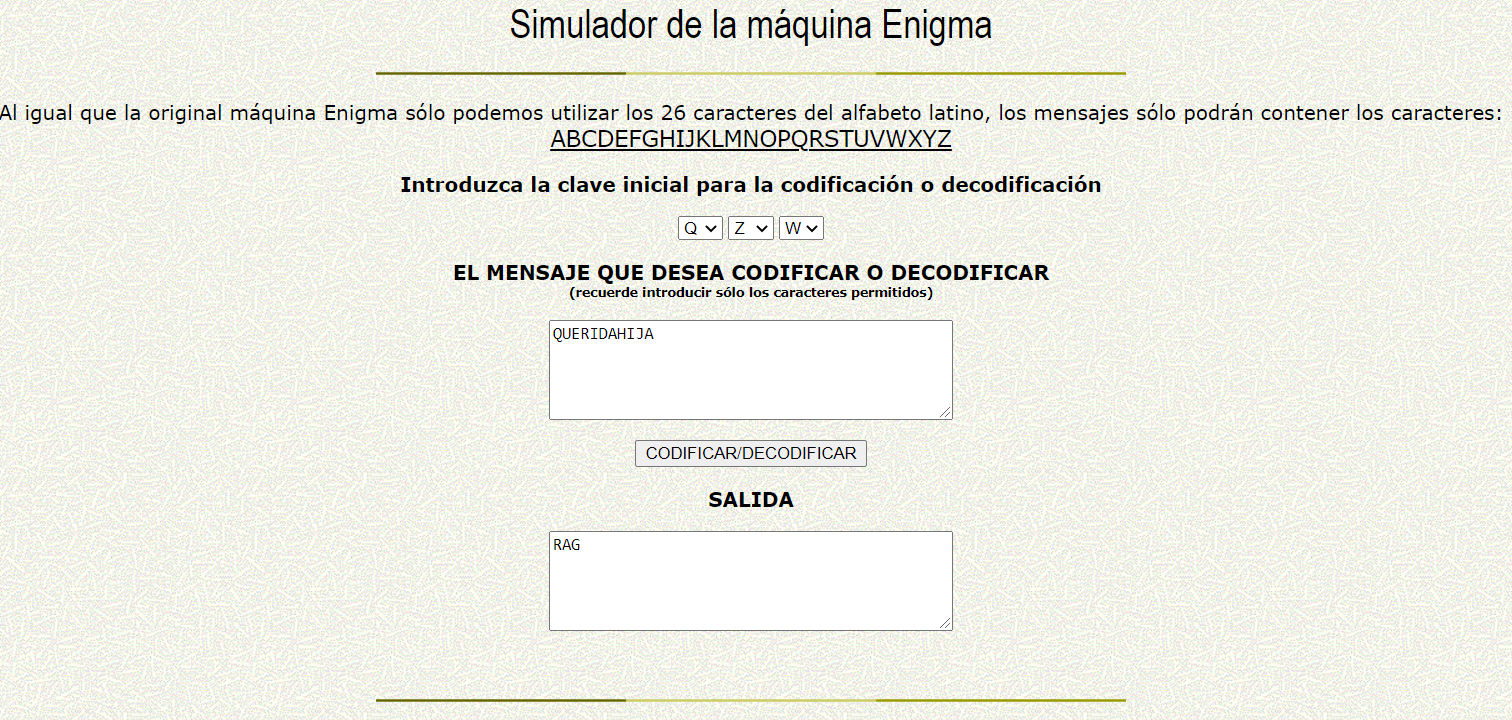 Simulador de la máquina Enigma
Al igual que la original máquina Enigma sólo podemos utilizar los 26 caracteres del alfabeto latino, los mensajes sólo podrán contener los caracteres:
ABCDEFGHIJKLMNOPQRSTUVWXYZ
Introduzca la clave inicial para la codificación o decodificación
Q Z W
EL MENSAJE QUE DESEA CODIFICAR O DECODIFICAR
(recuerde introducir sólo los caracteres permitidos)
QUERIDAHIJA
CODIFICAR/DECODIFICAR
SALIDA
RAG